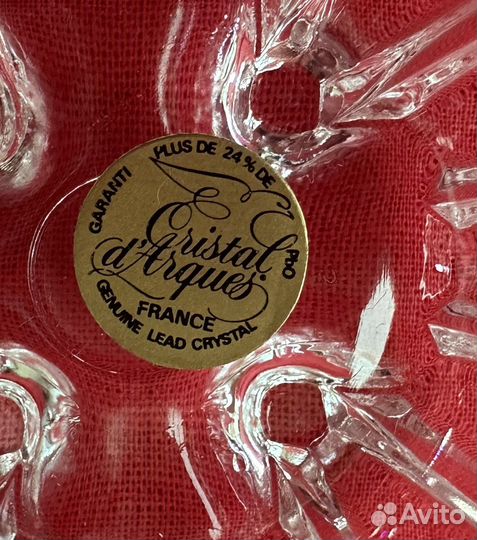 GARANTI PLUS DE 24% DE PbO
Cristal
d'Arques
FRANCE
GENUINE LEAD CRYSTAL
Avito